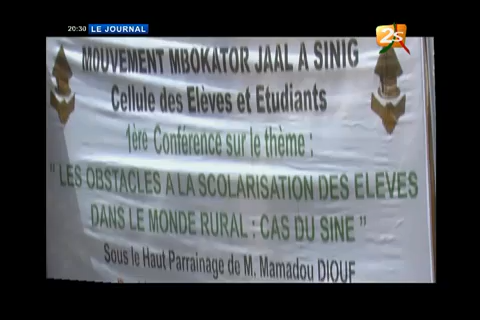 20:30 LE JOURNAL
2s
MOUVEMENT MBOKATOR JAAL A SINIG
Cellule des Elèves et Etudiants
1ère Conférence sur le thème :
" LES OBSTACLES A LA SCOLARISATION DES ELEVES
DANS LE MONDE RURAL : CAS DU SINE "
Sous le Haut Parrainage de M. Mamadou DIOUF